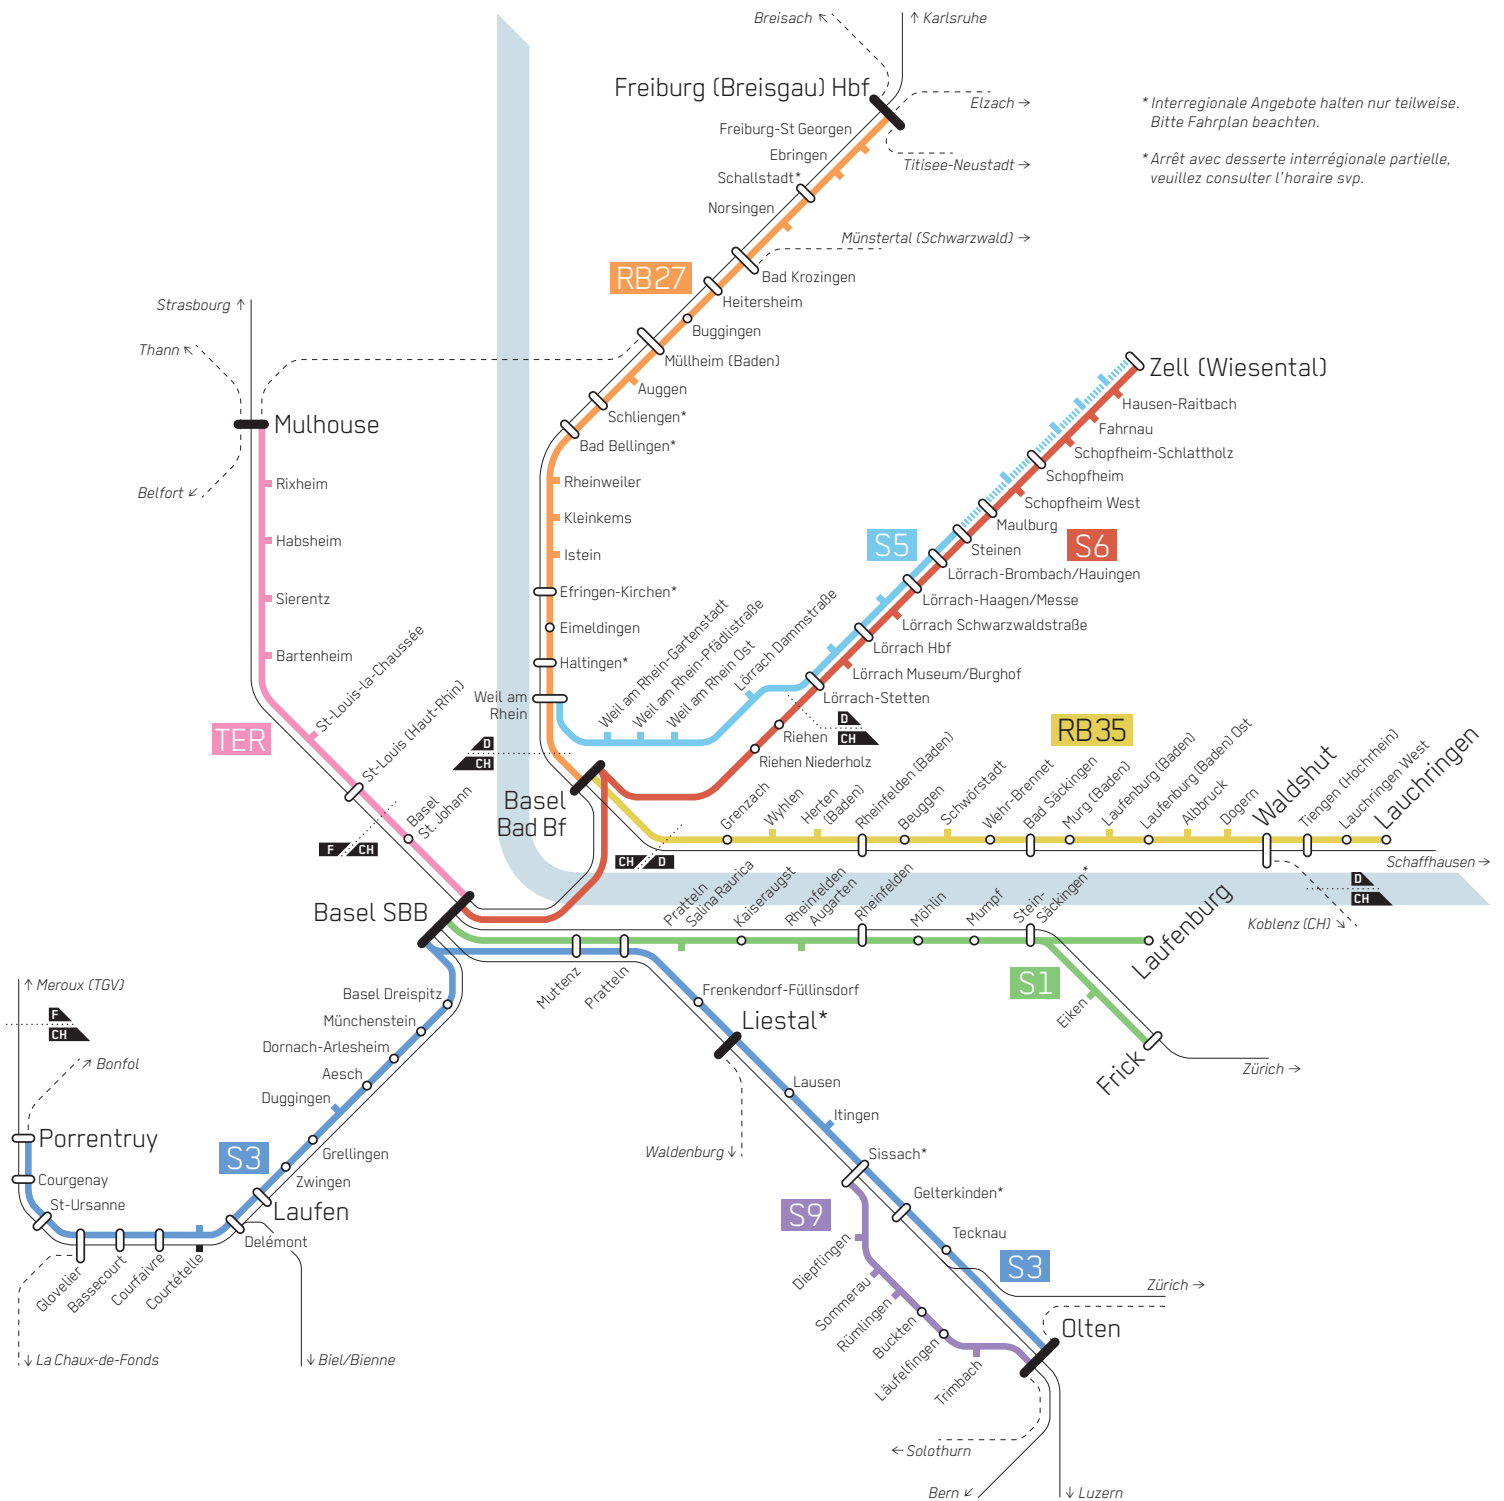 Breisach ↖
↑ Karlsruhe
Freiburg (Breisgau) Hbf
Elzach →
Titisee-Neustadt →
* Interregionale Angebote halten nur teilweise.
Bitte Fahrplan beachten.
* Arrêt avec desserte interrégionale partielle,
veuillez consulter l'horaire svp.
Freiburg-St Georgen
Ebringen
Schallstadt*
Norsingen
Münstertal (Schwarzwald) →
Bad Krozingen
RB27
Heitersheim
Buggingen
Müllheim (Baden)
Auggen
Schliengen*
Bad Bellingen*
Rheinweiler
Kleinkems
Istein
Efringen-Kirchen*
Eimeldingen
Haltingen*
Weil am
Rhein
Strasbourg ↑
Thann ↖
Mulhouse
Belfort ↙
Rixheim
Habsheim
Sierentz
Bartenheim
TER
St-Louis-la-Chaussée
St-Louis (Haut-Rhin)
Basel
St. Johann
F CH
Zell (Wiesental)
Hausen-Raitbach
Fahrnau
Schopfheim-Schlattholz
Schopfheim
Schopfheim West
Maulburg
S5
S6
Steinen
Lörrach-Brombach/Hauingen
Lörrach-Haagen/Messe
Lörrach Schwarzwaldstraße
Lörrach Hbf
Lörrach Museum/Burghof
Lörrach-Stetten
Weil am Rhein-Gartenstadt
Weil am Rhein-Pfädlistraße
Weil am Rhein Ost
Lörrach Dammstraße
D
CH
Riehen
Riehen Niederholz
D
CH
Basel
Bad Bf
RB35
Grenzach
Wyhlen
Herten
(Baden)
Rheinfelden (Baden)
Beuggen
Schwörstadt
Wehr-Brennet
Bad Säckingen
Murg (Baden)
Laufenburg (Baden)
Laufenburg (Baden) Ost
Albbruck
Dogern
Waldshut
Tiengen (Hochrhein)
Lauchringen West
Lauchringen
Schaffhausen →
CH D
D
CH
Koblenz (CH) ↘
Basel SBB
Muttenz
Pratteln
Pratteln
Salina Raurica
Kaiseraugst
Rheinfelden
Augarten
Rheinfelden
Möhlin
Mumpf
Stein-
Säckingen*
Laufenburg
S1
Eiken
Frick
Zürich →
↑ Meroux (TGV)
F
CH
↗ Bonfol
Porrentruy
Courgenay
St-Ursanne
Glovelier
Bassecourt
Courfaivre
Courtételle
Delémont
↓ La Chaux-de-Fonds
↓ Biel/Bienne
Basel Dreispitz
Münchenstein
Dornach-Arlesheim
Aesch
Duggingen
Grellingen
S3
Zwingen
Laufen
Frenkendorf-Füllinsdorf
Liestal*
Waldenburg ↓
Lausen
Itingen
Sissach*
Gelterkinden*
Tecknau
S9
S3
Diepflingen
Sommerau
Rümlingen
Buckten
Läufelfingen
Trimbach
Zürich →
Olten
← Solothurn
Bern ↙
↓ Luzern